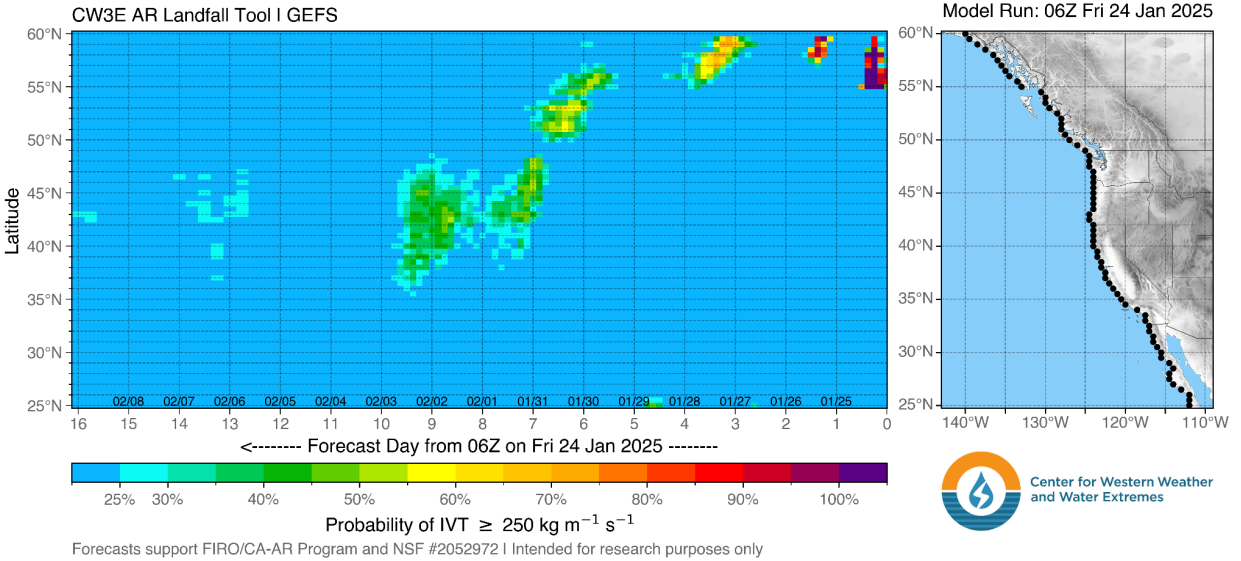 CW3E AR Landfall Tool | GEFS
Model Run: 06Z Fri 24 Jan 2025
Latitude
60°N
55°N
50°N
45°N
40°N
35°N
30°N
25°N
02/08 02/07 02/06 02/05 02/04 02/03 02/02 02/01 01/31 01/30 01/29 01/28 01/27 01/26 01/25
16 15 14 13 12 11 10 9 8 7 6 5 4 3 2 1 0
<-------- Forecast Day from 06Z on Fri 24 Jan 2025 --------
25% 30% 40% 50% 60% 70% 80% 90% 100%
Probability of IVT ≥ 250 kg m⁻¹ s⁻¹
Forecasts support FIRO/CA-AR Program and NSF #2052972 | Intended for research purposes only
60°N
55°N
50°N
45°N
40°N
35°N
30°N
25°N
140°W 130°W 120°W 110°W
Center for Western Weather
and Water Extremes